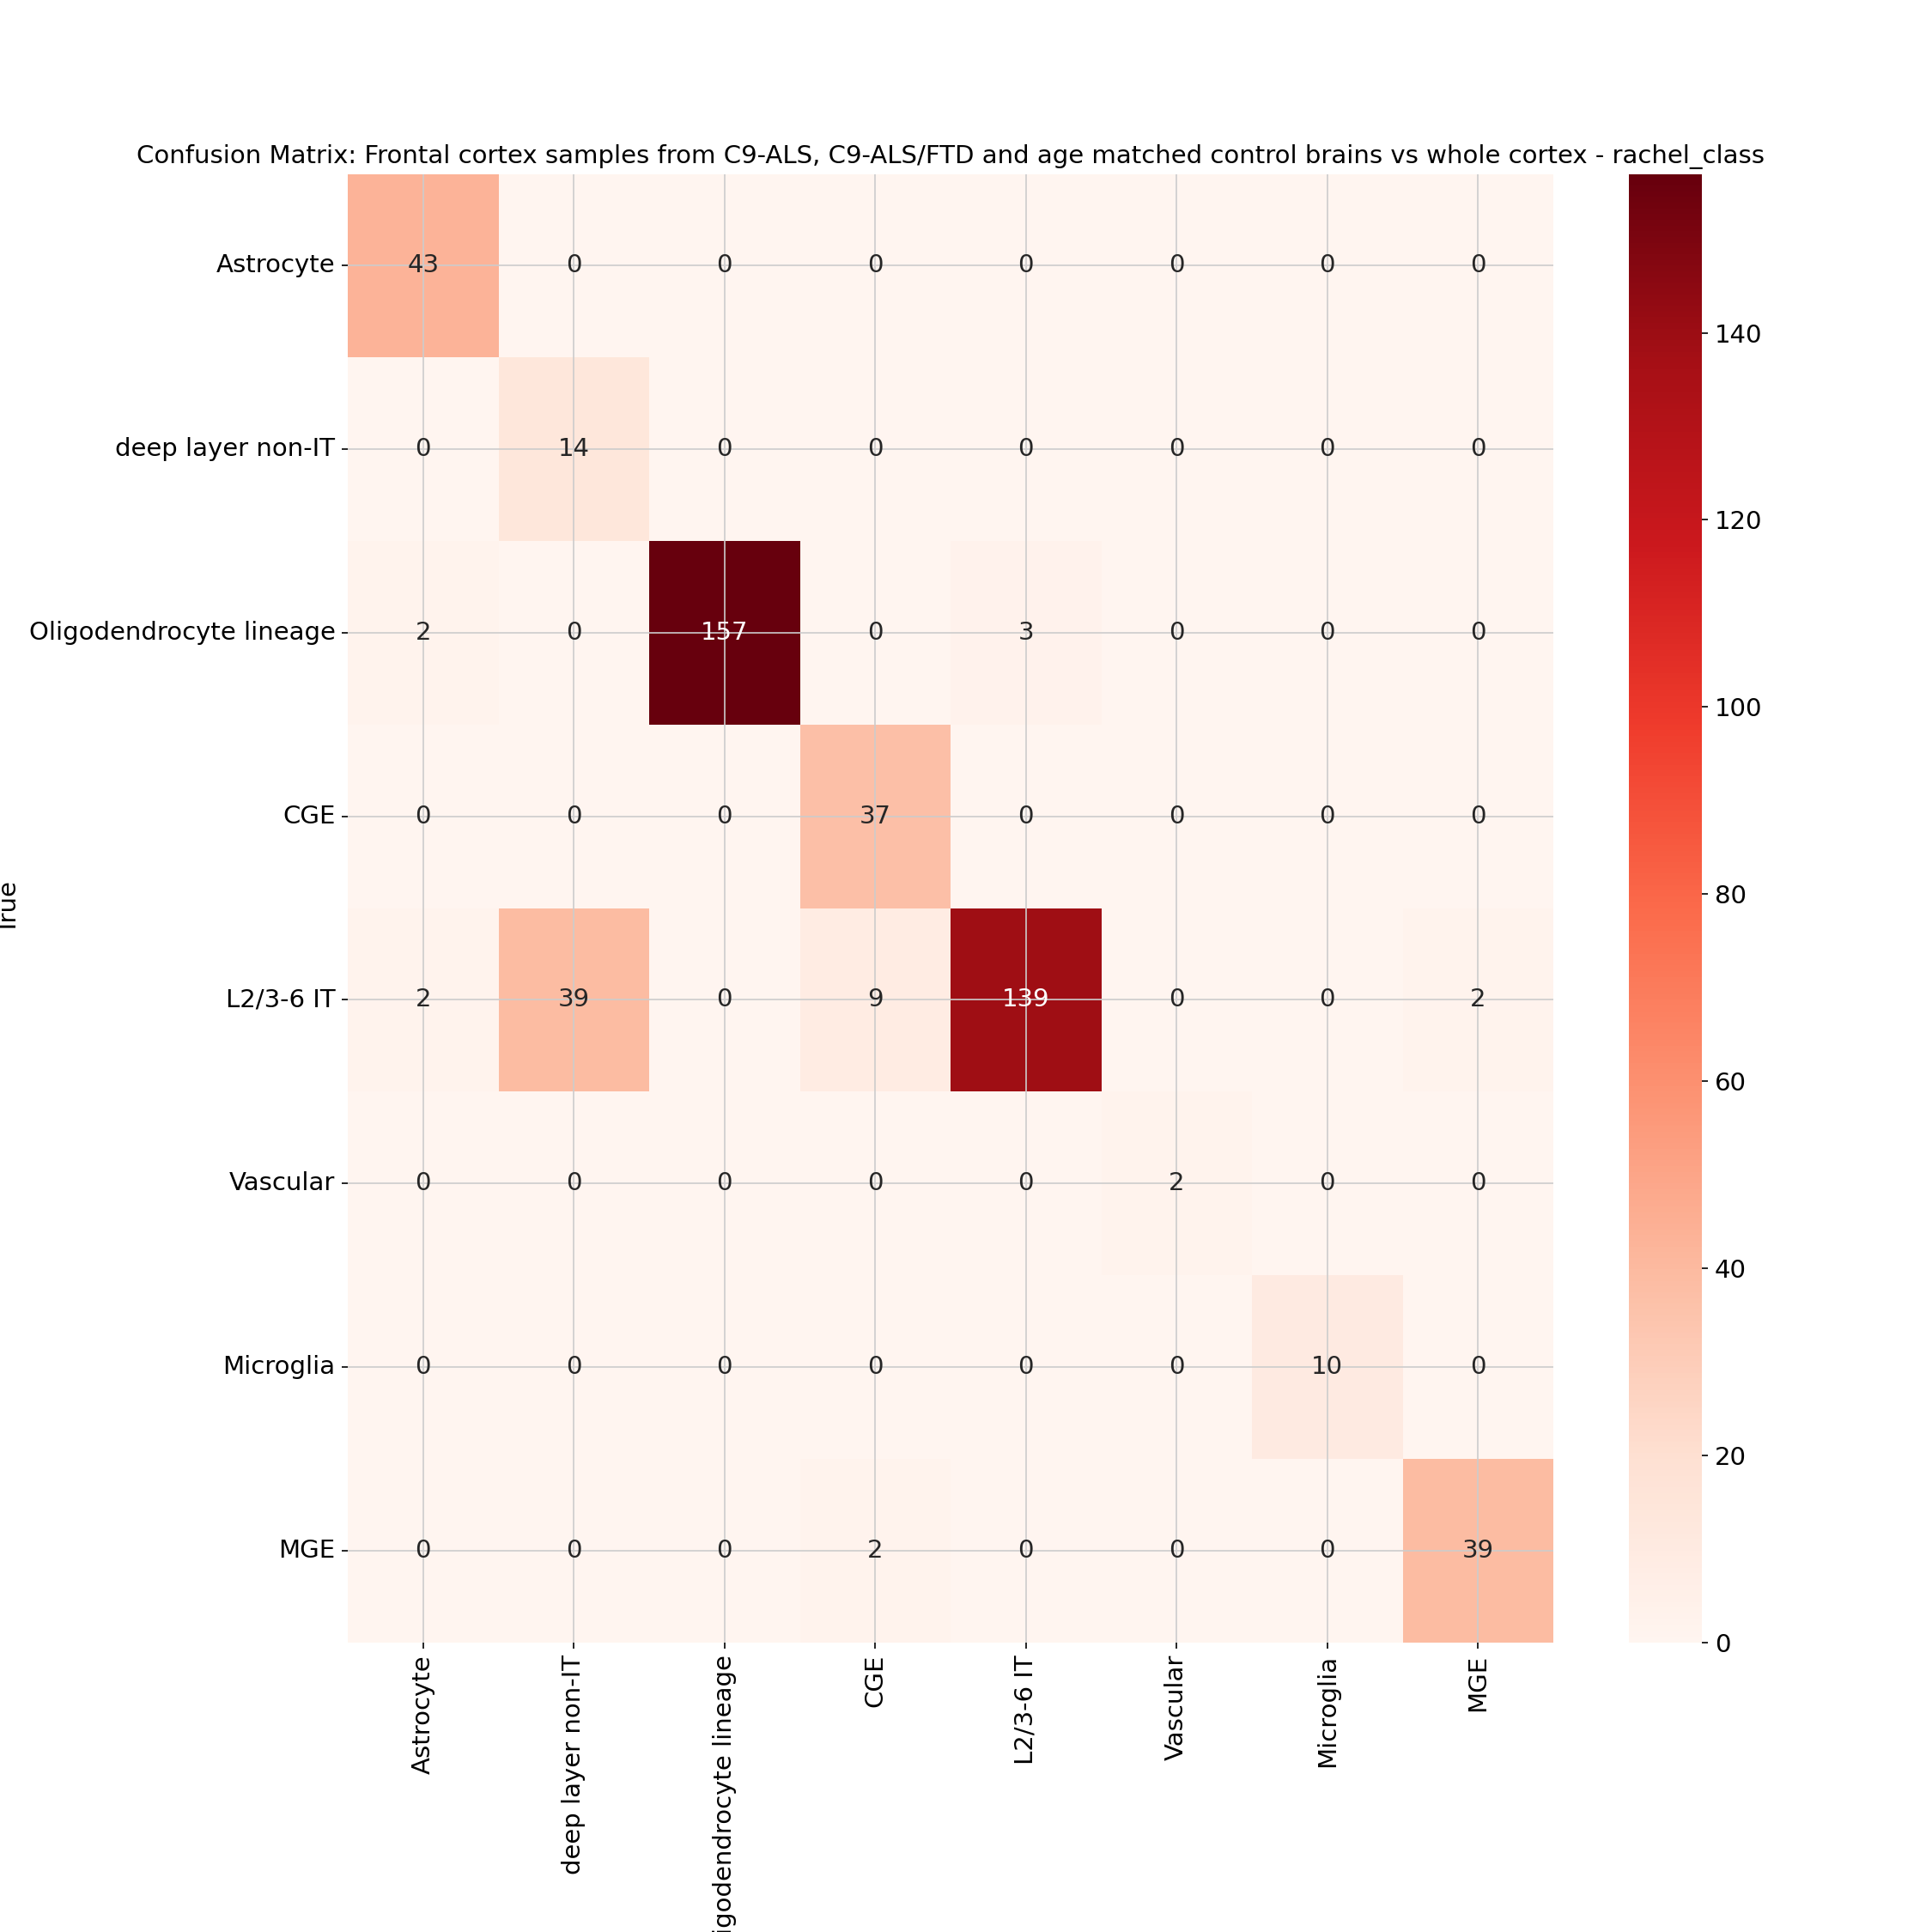 Confusion Matrix: Frontal cortex samples from C9-ALS, C9-ALS/FTD and age matched control brains vs whole cortex - rachel_class
Astrocyte 43 0 0 0 0 0 0 0
deep layer non-IT 0 14 0 0 0 0 0 0
Oligodendrocyte lineage 2 0 157 0 3 0 0 0
CGE 0 0 0 37 0 0 0 0
L2/3-6 IT 2 39 0 9 139 0 0 2
Vascular 0 0 0 0 0 2 0 0
Microglia 0 0 0 0 0 0 10 0
MGE 0 0 0 2 0 0 0 39
True
Astrocyte
deep layer non-IT
igodendrocyte lineage
CGE
L2/3-6 IT
Vascular
Microglia
MGE
140
120
100
80
60
40
20
0